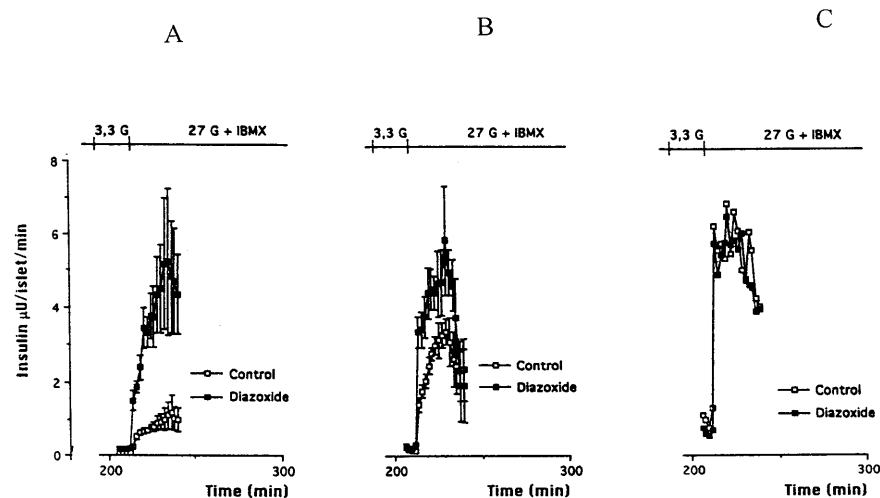 A
B
C
3,3 G
27 G + IBMX
3,3 G
27 G + IBMX
3,3 G
27 G + IBMX
Insulin µU/islet/min
8
6
4
2
0
Control
Diazoxide
Control
Diazoxide
Control
Diazoxide
200
300
200
300
200
300
Time (min)
Time (min)
Time (min)